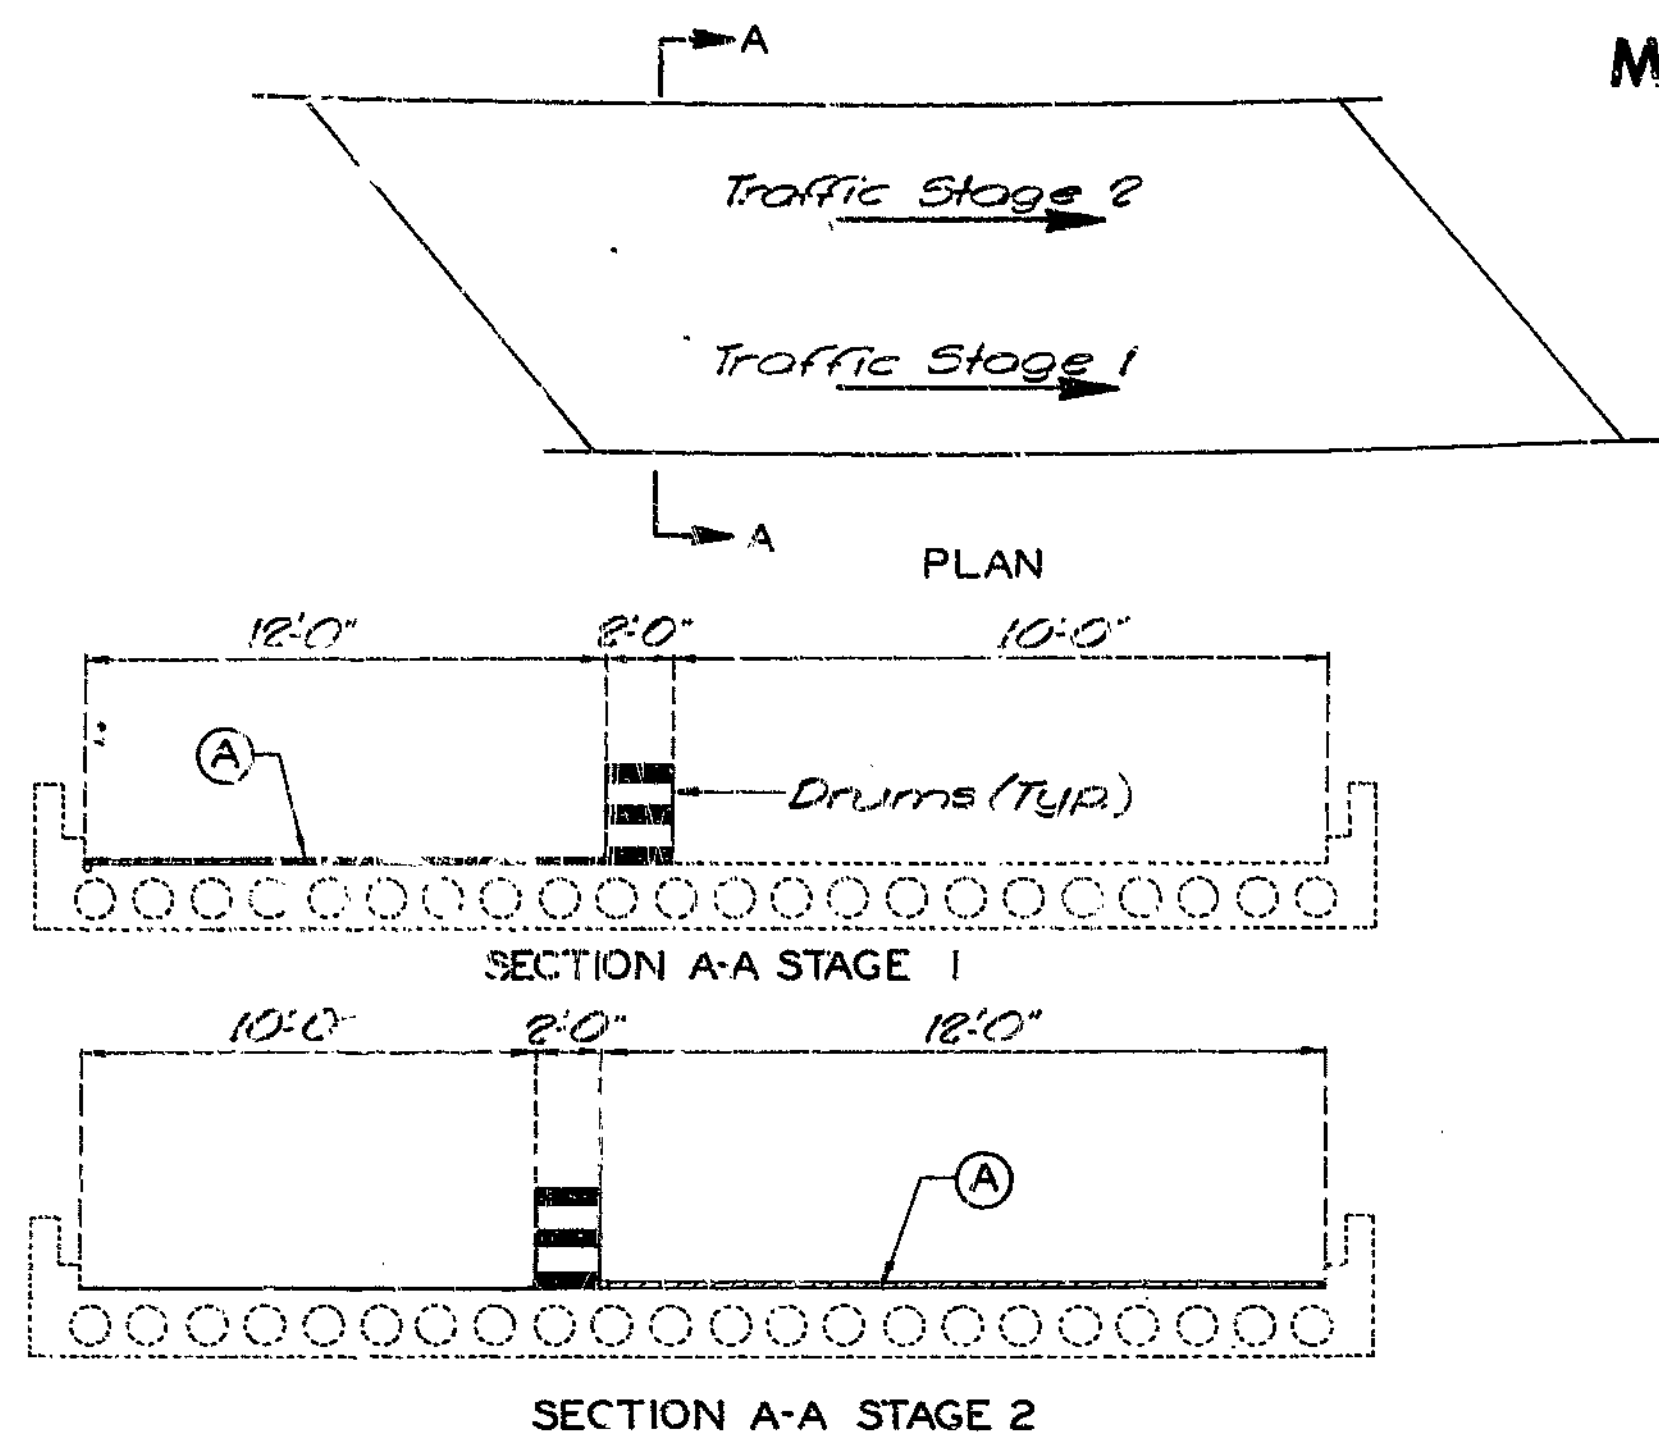 A
M
Traffic Stage 2
Traffic Stage 1
A
PLAN
12'-0" 2'-0" 10'-0"
A
Drums (Typ.)
SECTION A-A STAGE 1
10'-0" 2'-0" 12'-0"
A
SECTION A-A STAGE 2